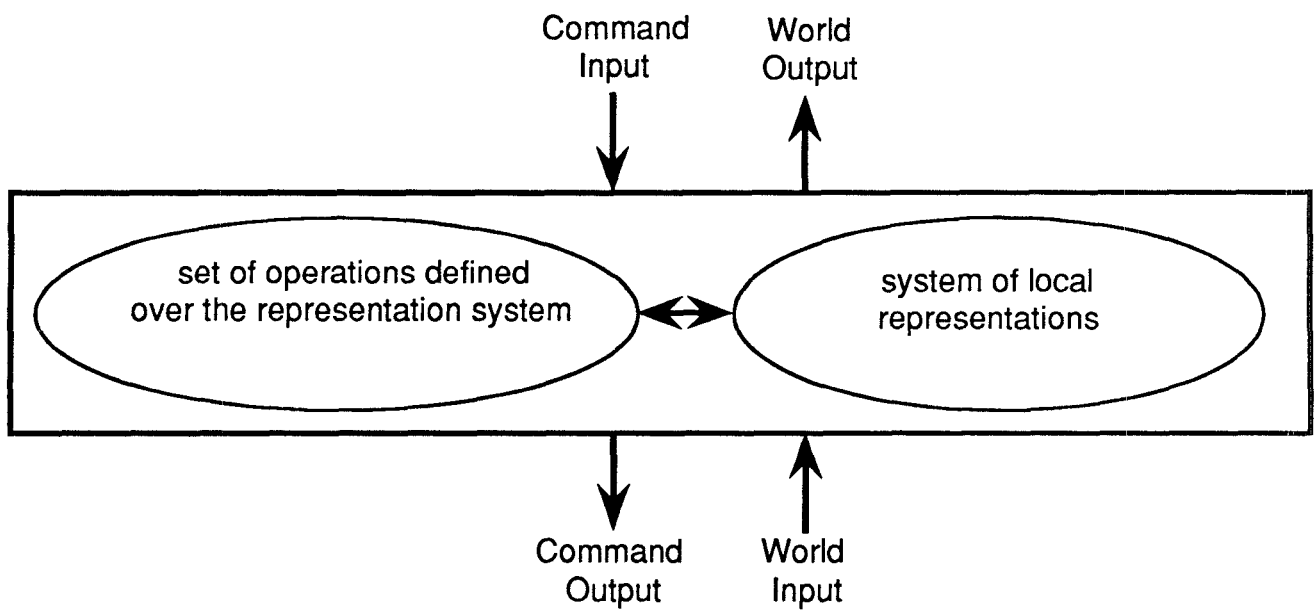 Command
Input
World
Output
set of operations defined
over the representation system
system of local
representations
Command
Output
World
Input